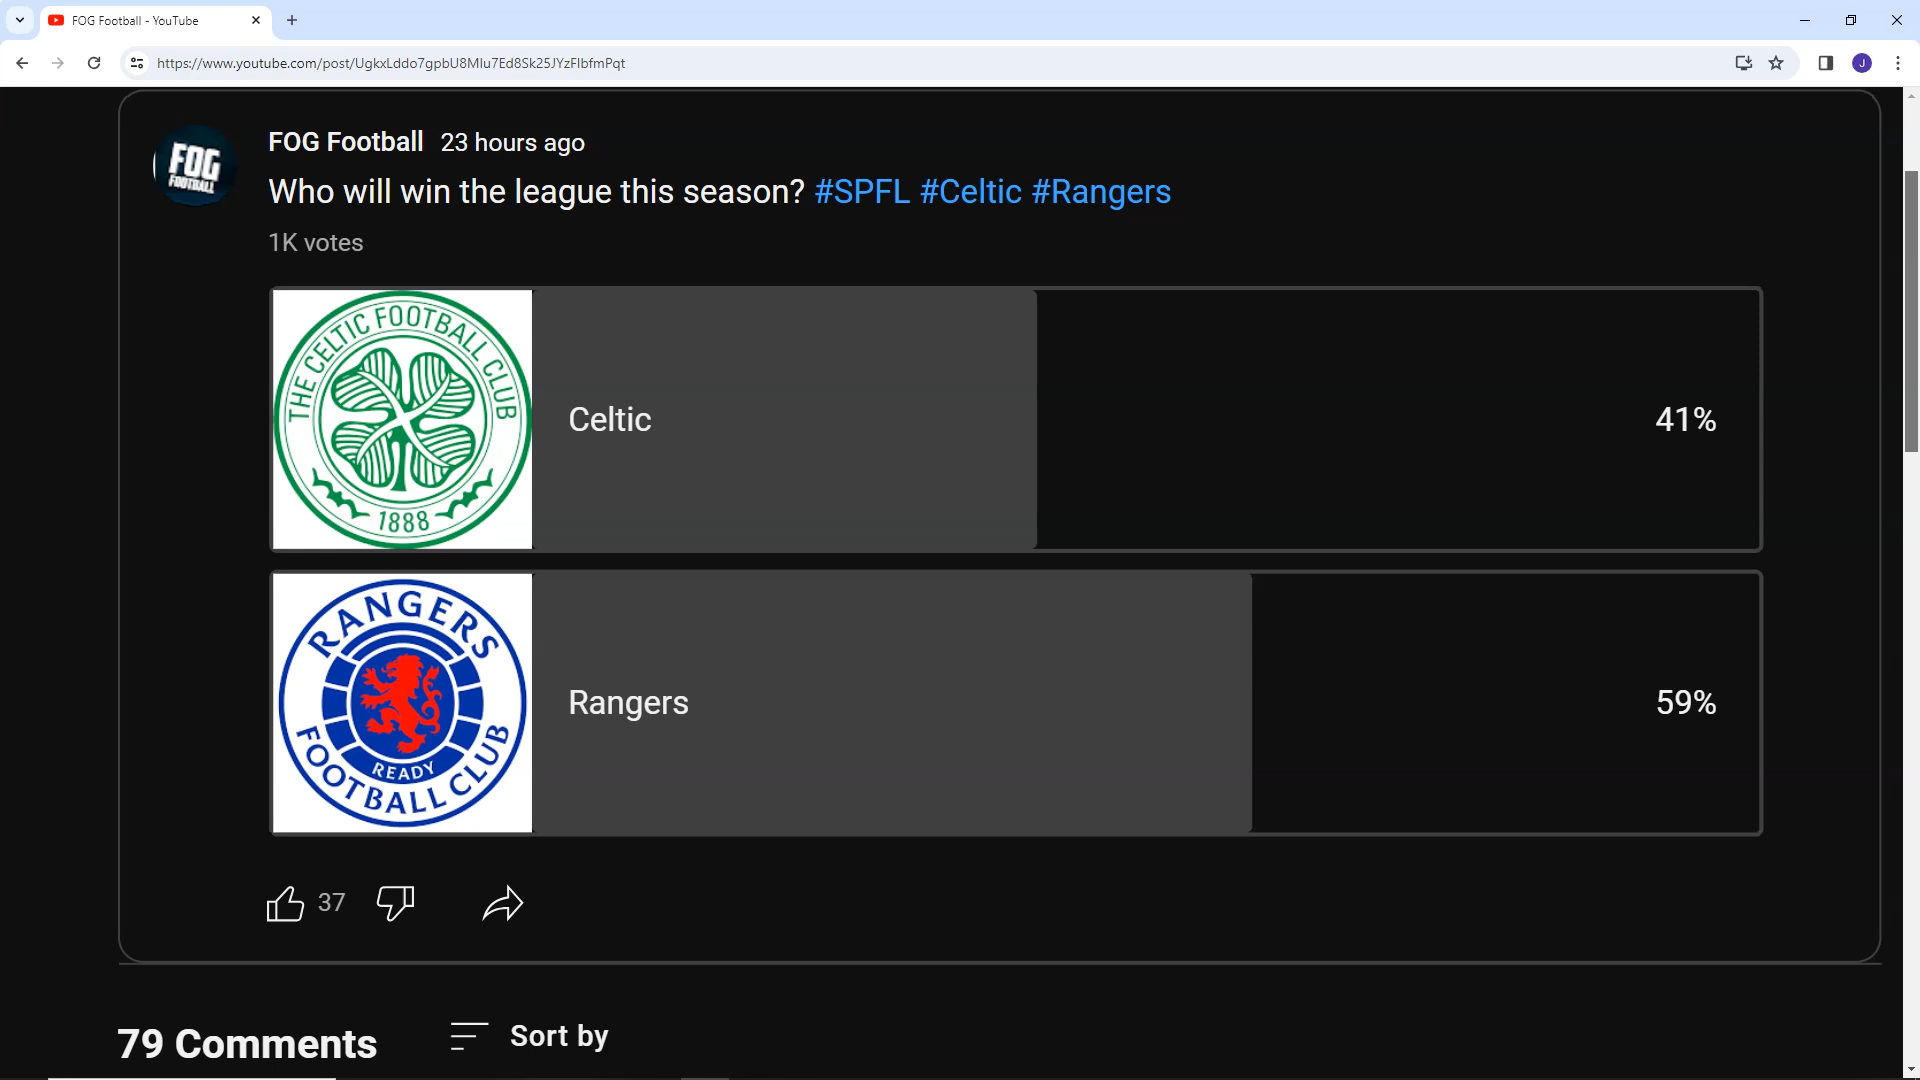 FOG Football - YouTube
https://www.youtube.com/post/UgkxLddo7gpbU8MIu7Ed8Sk25JYzFIbfmPqt
J
FOG
FOOTBALL
FOG Football 23 hours ago
Who will win the league this season? #SPFL #Celtic #Rangers
1K votes
THE CELTIC FOOTBALL CLUB
1888
Celtic
41%
RANGERS
FOOTBALL CLUB
READY
Rangers
59%
37
79 Comments
Sort by